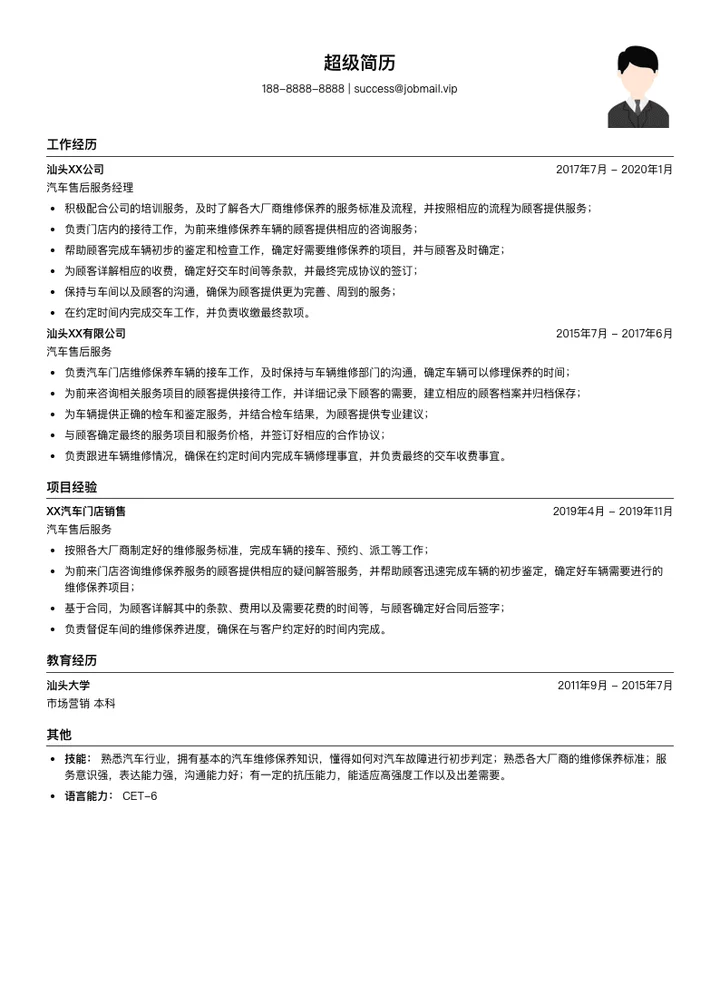 超级简历
188-8888-8888 | success@jobmail.vip
工作经历
汕头XX公司 2017年7月 – 2020年1月
汽车售后服务经理
• 积极配合公司的培训服务，及时了解各大厂商维修保养的服务标准及流程，并按照相应的流程为顾客提供服务；
• 负责门店内的接待工作，为前来维修保养车辆的顾客提供相应的咨询服务；
• 帮助顾客完成车辆初步的鉴定和检查工作，确定好需要维修保养的项目，并与顾客及时确定；
• 为顾客详解相应的收费，确定好交车时间等条款，并最终完成协议的签订；
• 保持与车间以及顾客的沟通，确保为顾客提供更为完善、周到的服务；
• 在约定时间内完成交车工作，并负责收缴最终款项。
汕头XX有限公司 2015年7月 – 2017年6月
汽车售后服务
• 负责汽车门店维修保养车辆的接车工作，及时保持与车辆维修部门的沟通，确定车辆可以修理保养的时间；
• 为前来咨询相关服务项目的顾客提供接待工作，并详细记录下顾客的需要，建立相应的顾客档案并归档保存；
• 为车辆提供正确的检车和鉴定服务，并结合检车结果，为顾客提供专业建议；
• 与顾客确定最终的服务项目和服务价格，并签订好相应的合作协议；
• 负责跟进车辆维修情况，确保在约定时间内完成车辆修理事宜，并负责最终的交车收费事宜。
项目经验
XX汽车门店销售 2019年4月 – 2019年11月
汽车售后服务
• 按照各大厂商制定好的维修服务标准，完成车辆的接车、预约、派工等工作；
• 为前来门店咨询维修保养服务的顾客提供相应的疑问解答服务，并帮助顾客迅速完成车辆的初步鉴定，确定好车辆需要进行的
维修保养项目；
• 基于合同，为顾客详解其中的条款、费用以及需要花费的时间等，与顾客确定好合同后签字；
• 负责督促车间的维修保养进度，确保在与客户约定好的时间内完成。
教育经历
汕头大学 2011年9月 – 2015年7月
市场营销 本科
其他
• 技能： 熟悉汽车行业，拥有基本的汽车维修保养知识，懂得如何对汽车故障进行初步判定；熟悉各大厂商的维修保养标准；服
务意识强，表达能力强，沟通能力好；有一定的抗压能力，能适应高强度工作以及出差需要。
• 语言能力： CET-6